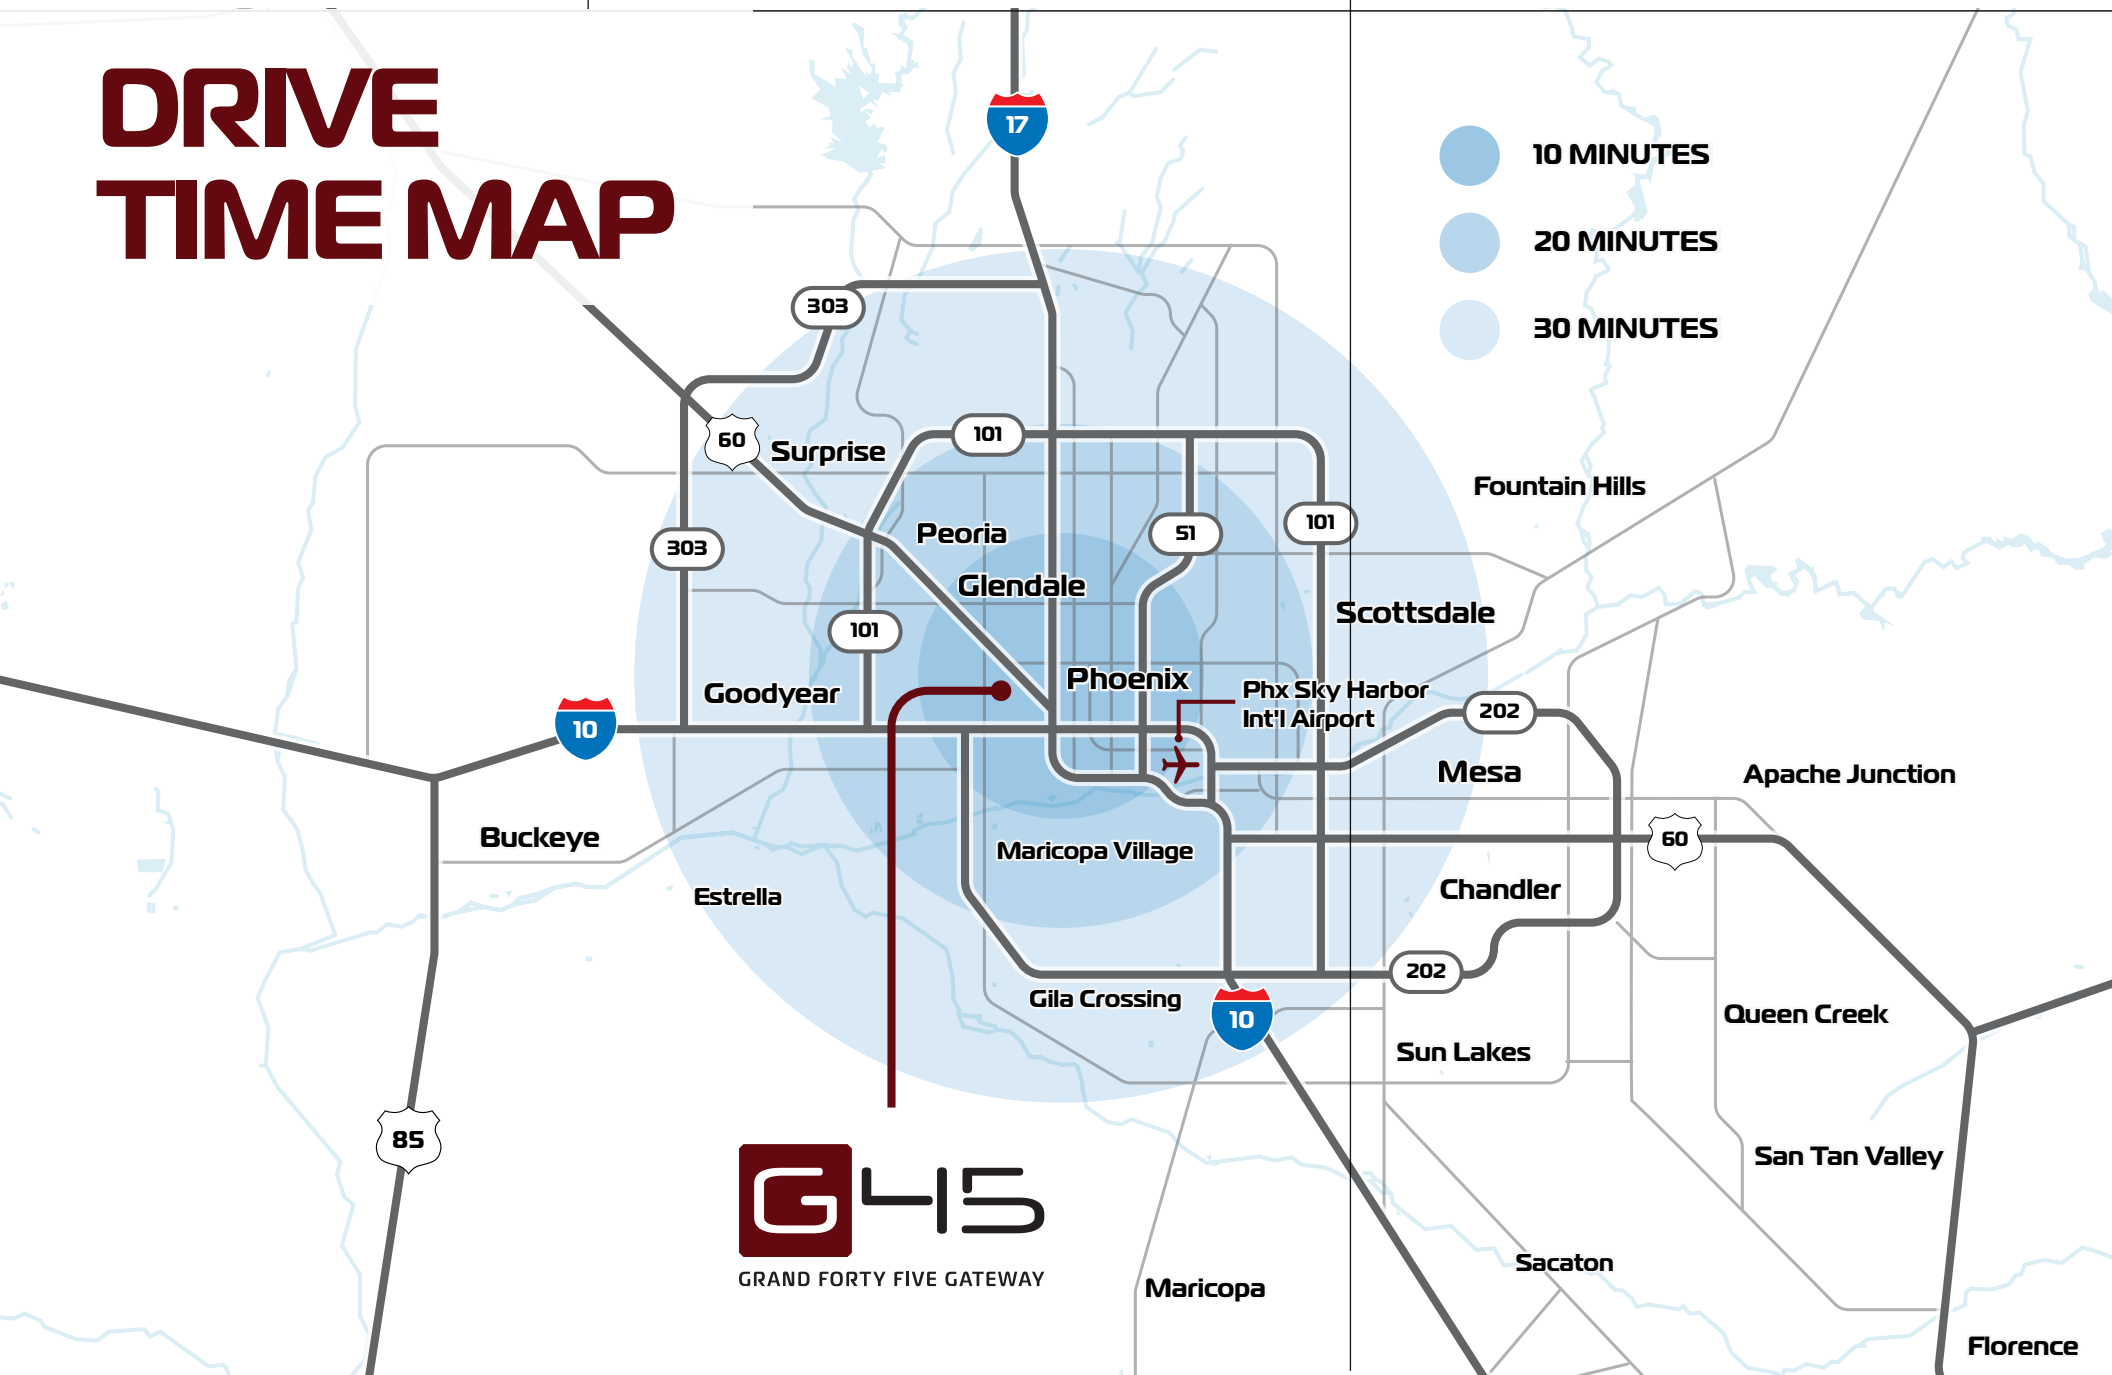 DRIVE
TIME MAP
17
10 MINUTES
20 MINUTES
30 MINUTES
303
60
Surprise
101
Fountain Hills
Peoria
51
101
303
Glendale
Scottsdale
101
Goodyear
Phoenix
Phx Sky Harbor
Int'l Airport
202
10
Mesa
Apache Junction
Buckeye
Maricopa Village
60
Estrella
Chandler
202
Gila Crossing
10
Queen Creek
Sun Lakes
85
San Tan Valley
G45
GRAND FORTY FIVE GATEWAY
Sacaton
Maricopa
Florence